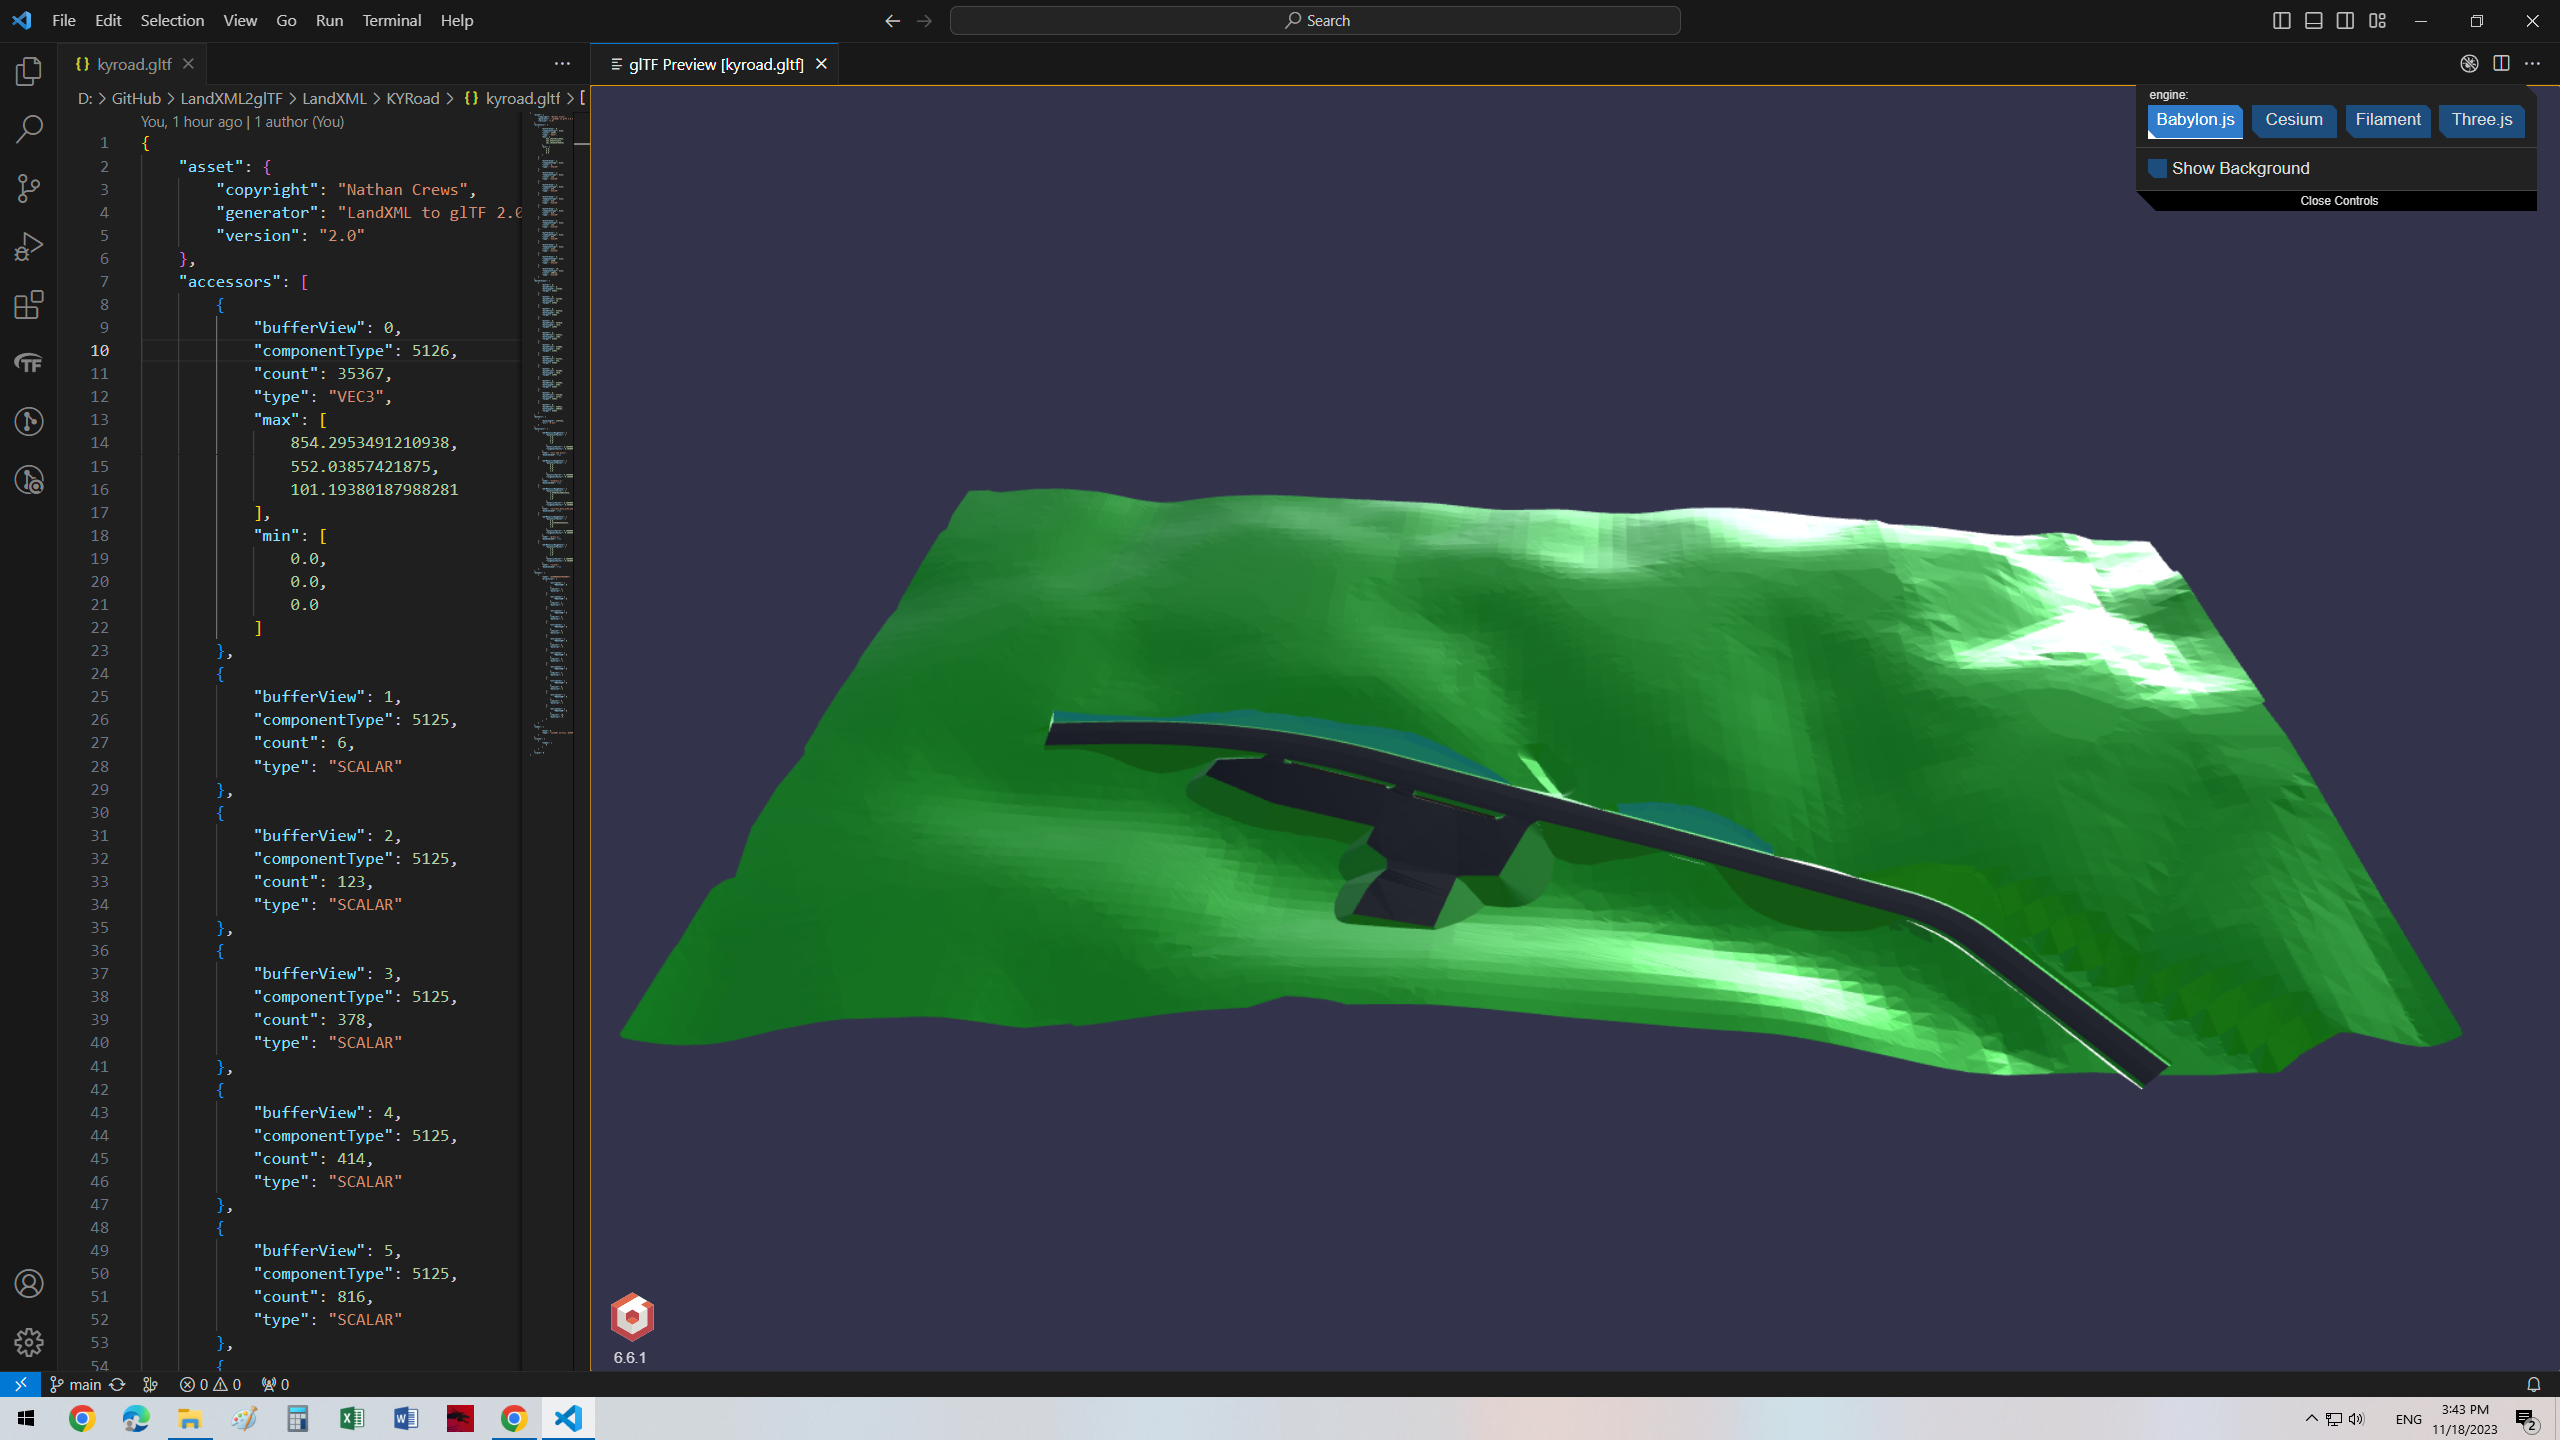 File Edit Selection View Go Run Terminal Help
Search
kyroad.gltf
glTF Preview [kyroad.gltf]
D: > GitHub > LandXML2glTF > LandXML > KYRoad > {} kyroad.gltf > [
You, 1 hour ago | 1 author (You)
1 {
2 "asset": {
3 "copyright": "Nathan Crews",
4 "generator": "LandXML to glTF 2.0
5 "version": "2.0"
6 },
7 "accessors": [
8 {
9 "bufferView": 0,
10 "componentType": 5126,
11 "count": 35367,
12 "type": "VEC3",
13 "max": [
14 854.2953491210938,
15 552.03857421875,
16 101.19380187988281
17 ],
18 "min": [
19 0.0,
20 0.0,
21 0.0
22 ]
23 },
24 {
25 "bufferView": 1,
26 "componentType": 5125,
27 "count": 6,
28 "type": "SCALAR"
29 },
30 {
31 "bufferView": 2,
32 "componentType": 5125,
33 "count": 123,
34 "type": "SCALAR"
35 },
36 {
37 "bufferView": 3,
38 "componentType": 5125,
39 "count": 378,
40 "type": "SCALAR"
41 },
42 {
43 "bufferView": 4,
44 "componentType": 5125,
45 "count": 414,
46 "type": "SCALAR"
47 },
48 {
49 "bufferView": 5,
50 "componentType": 5125,
51 "count": 816,
52 "type": "SCALAR"
53 },
54 {
engine:
Babylon.js Cesium Filament Three.js
Show Background
Close Controls
6.6.1
main 0 0 0
ENG
3:43 PM
11/18/2023
2